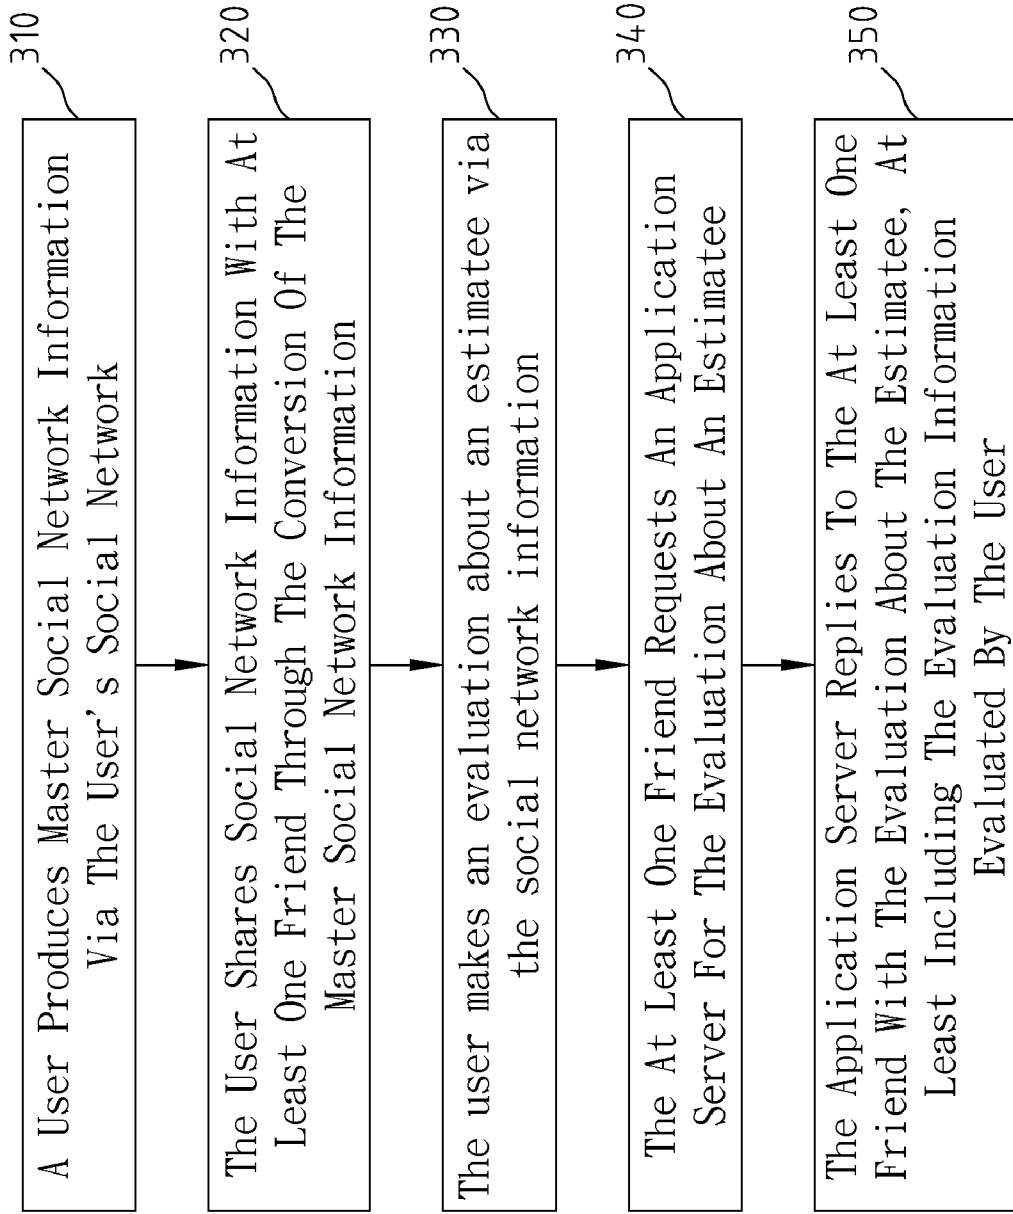 A User Produces Master Social Network Information
Via The User's Social Network
310
The User Shares Social Network Information With At
Least One Friend Through The Conversion Of The
Master Social Network Information
320
The user makes an evaluation about an estimatee via
the social network information
330
The At Least One Friend Requests An Application
Server For The Evaluation About An Estimatee
340
The Application Server Replies To The At Least One
Friend With The Evaluation About The Estimatee, At
Least Including The Evaluation Information
Evaluated By The User
350